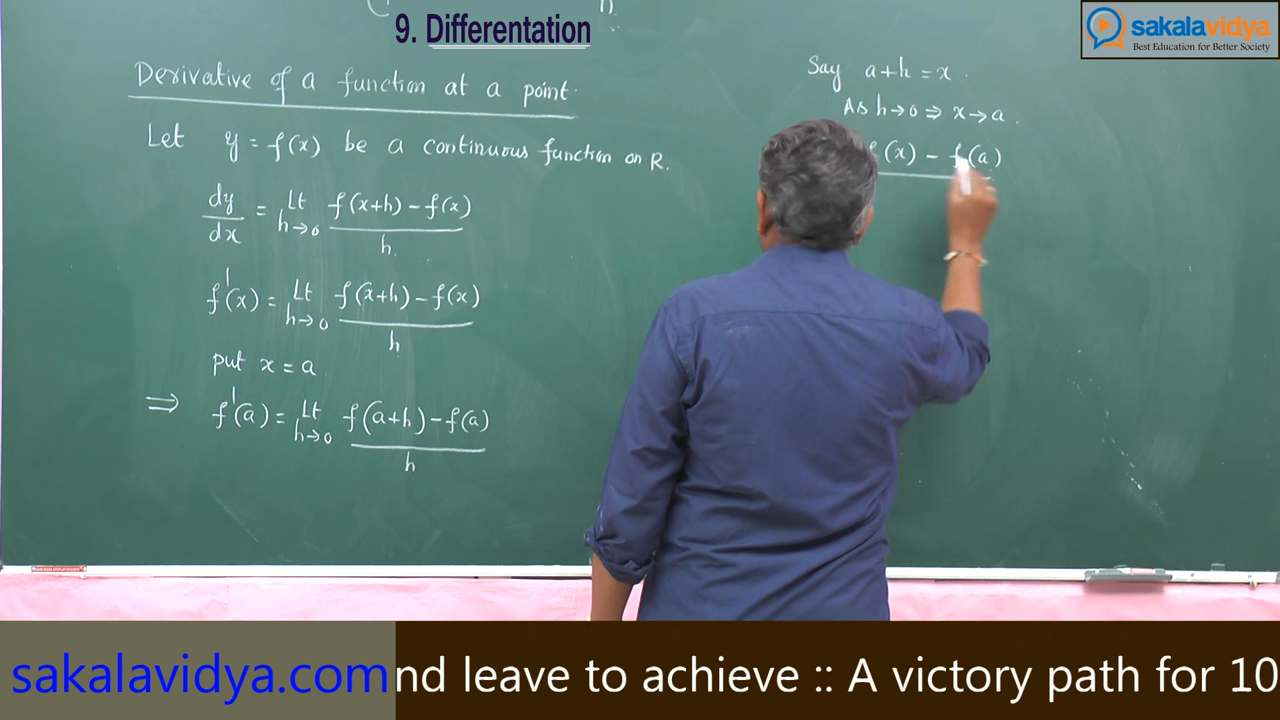 9. Differentation
sakalavidya
Best Education for Better Society
Derivative of a function at a point.
Let y = f(x) be a continuous function on R.
dy/dx = Lt h→0 f(x+h) – f(x) / h.
f'(x) = Lt h→0 f(x+h) – f(x) / h
put x = a
⇒ f'(a) = Lt h→0 f(a+h) – f(a) / h
Say a+h = x.
As h→0 ⇒ x→a.
f(x) – f(a)
sakalavidya.com
nd leave to achieve :: A victory path for 10